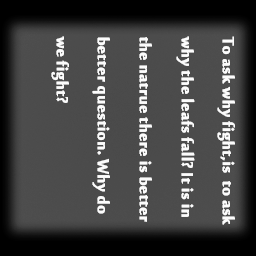 To ask why fight,is  to ask
why the leafs fall? It is in
the natrue there is better
better question. Why do
we fight?